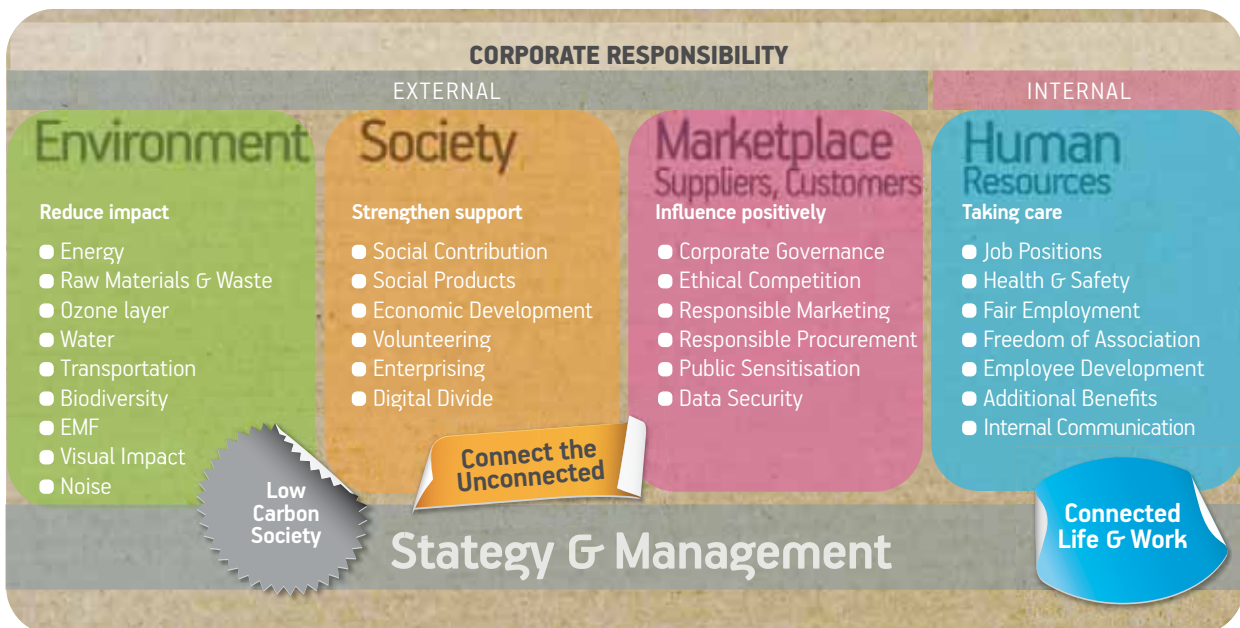 CORPORATE RESPONSIBILITY
EXTERNAL
INTERNAL
Environment
Reduce impact
Energy
Raw Materials & Waste
Ozone layer
Water
Transportation
Biodiversity
EMF
Visual Impact
Noise
Low
Carbon
Society
Society
Strengthen support
Social Contribution
Social Products
Economic Development
Volunteering
Enterprising
Digital Divide
Connect the
Unconnected
Marketplace
Suppliers, Customers
Influence positively
Corporate Governance
Ethical Competition
Responsible Marketing
Responsible Procurement
Public Sensitisation
Data Security
Human
Resources
Taking care
Job Positions
Health & Safety
Fair Employment
Freedom of Association
Employee Development
Additional Benefits
Internal Communication
Connected
Life & Work
Stategy & Management